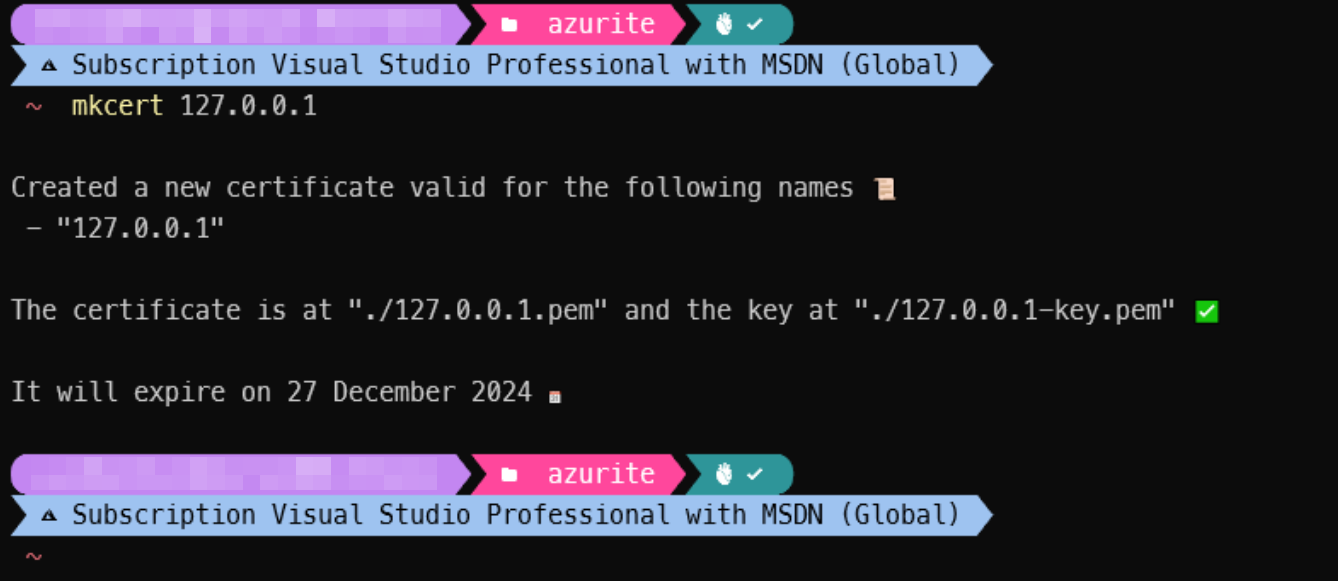 azurite
Subscription Visual Studio Professional with MSDN (Global)
~ mkcert 127.0.0.1
Created a new certificate valid for the following names 📜
- "127.0.0.1"
The certificate is at "./127.0.0.1.pem" and the key at "./127.0.0.1-key.pem" ✅
It will expire on 27 December 2024 🗓
azurite
Subscription Visual Studio Professional with MSDN (Global)
~